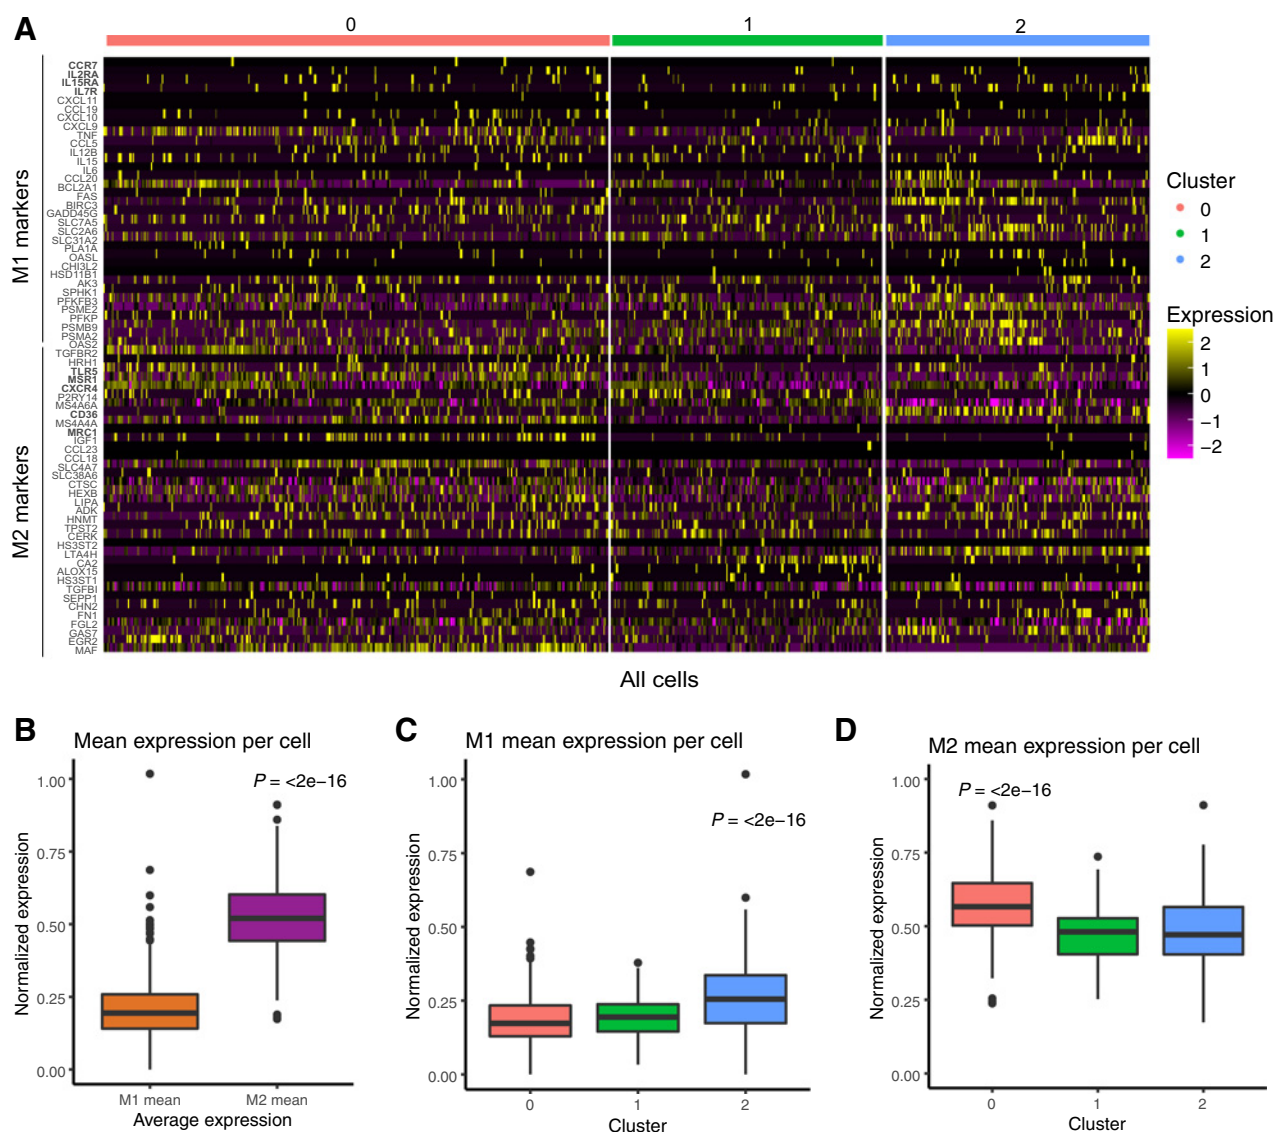 A
0
1
2
M1 markers
CCR7
IL2RA
IL15RA
IL7R
CXCL11
CCL19
CXCL10
CXCL9
TNF
CCL5
IL12B
IL15
IL6
CCL20
BCL2A1
FAS
BIRC3
GADD45G
SLC7A5
SLC2A6
SLC31A2
PLA1A
OASL
CHI3L2
HSD11B1
AK3
SPHK1
PFKFB3
PSME2
PFKP
PSMB9
PSMA2
OAS2
M2 markers
TGFBR2
HRH1
TLR5
MSR1
CXCR4
P2RY14
MS4A6A
CD36
MS4A4A
MRC1
IGF1
CCL23
CCL18
SLC4A7
SLC38A6
CTSC
HEXB
LIPA
ADK
HNMT
TPST2
CERK
HS3ST2
LTA4H
CA2
ALOX15
HS3ST1
TGFBI
SEPP1
CHN2
FN1
FGL2
GAS7
EGR2
MAF
All cells
Cluster
0
1
2
Expression
2
1
0
−1
−2
B
Mean expression per cell
P = <2e−16
Normalized expression
1.00
0.75
0.50
0.25
0.00
M1 mean
M2 mean
Average expression
C
M1 mean expression per cell
P = <2e−16
Normalized expression
1.00
0.75
0.50
0.25
0.00
0
1
2
Cluster
D
M2 mean expression per cell
P = <2e−16
Normalized expression
1.00
0.75
0.50
0.25
0.00
0
1
2
Cluster